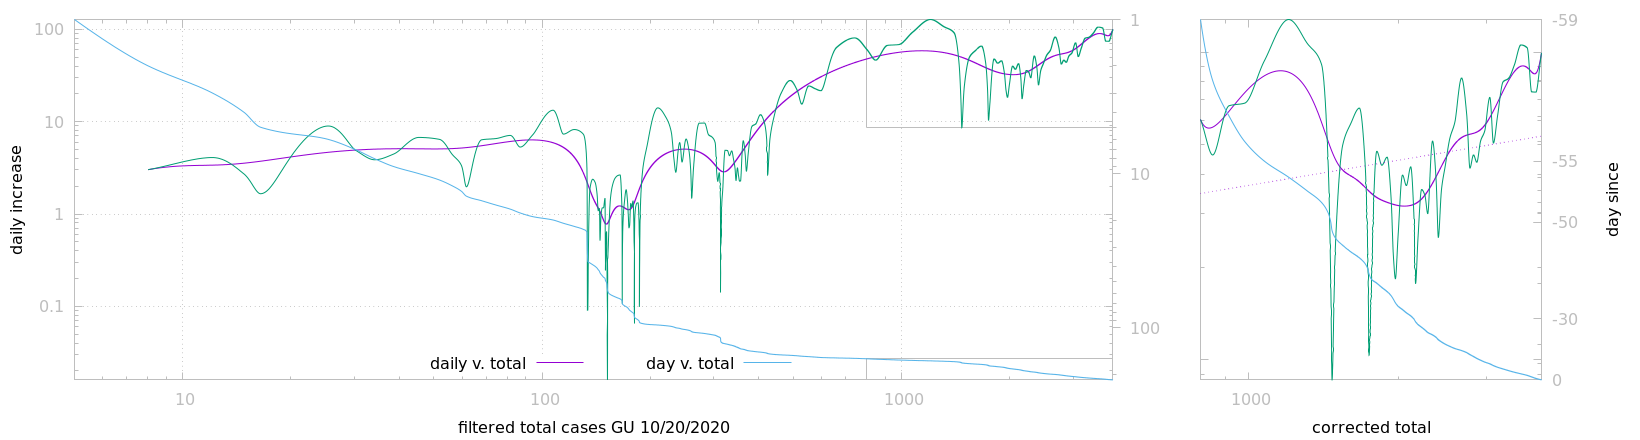 100
10
1
0.1
daily increase
daily v. total
day v. total
10
100
1000
filtered total cases GU 10/20/2020
1
10
100
1000
corrected total
-59
-55
-50
-30
0
day since